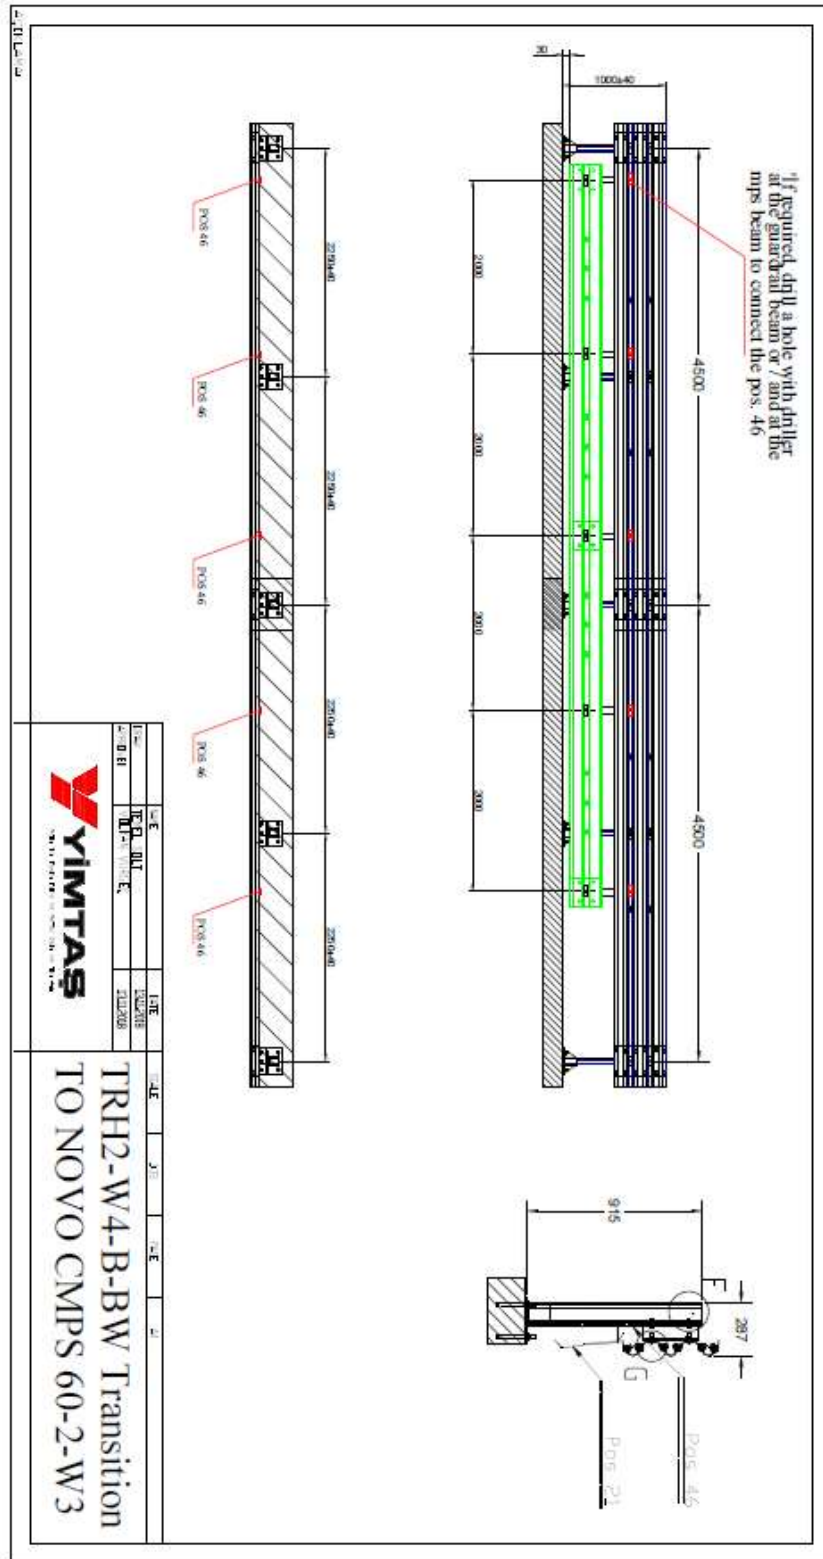 "If required, drill a hole with driller
at the guardrail beam or / and at the
mps beam to connect the pos. 46
30
1000±40
4500
4500
2000
2000
2000
2000
2250±40
2250±40
2250±40
2250±40
POS 46
POS 46
POS 46
POS 46
POS 46
915
287
F
G
Pos 46
Pos 21
DATE
YİMTAŞ
TRH2-W4-B-BW Transition
TO NOVO CMPS 60-2-W3